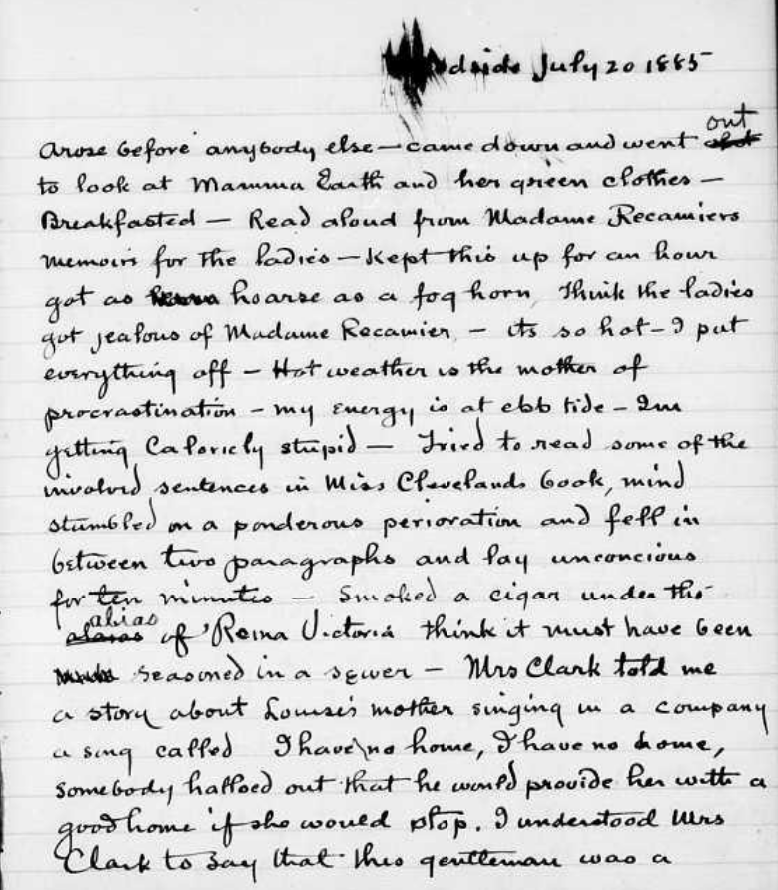 July 20 1885
out
Arose before anybody else — came down and went
to look at Mamma Earth and her green clothes —
Breakfasted — Read aloud from Madame Recamiers
memoirs for the ladies — Kept this up for an hour
got as hoarse as a fog horn, Think the ladies
got jealous of Madame Recamier — its so hot — I put
everything off — Hot weather is the mother of
procrastination — my energy is at ebb tide — Im
getting Caloricly stupid — Tried to read some of the
involved sentences in Miss Clevelands book, mind
stumbled on a ponderous perioration and fell in
between two paragraphs and lay unconcious
for ten minutes — Smoked a cigar under the
alias
of 'Reina Victoria think it must have been
seasoned in a sewer — Mrs Clark told me
a story about Louise's mother singing in a company
a song called I have no home, I have no home,
somebody halloed out that he would provide her with a
good home if she would stop. I understood Mrs
Clark to say that this gentleman was a